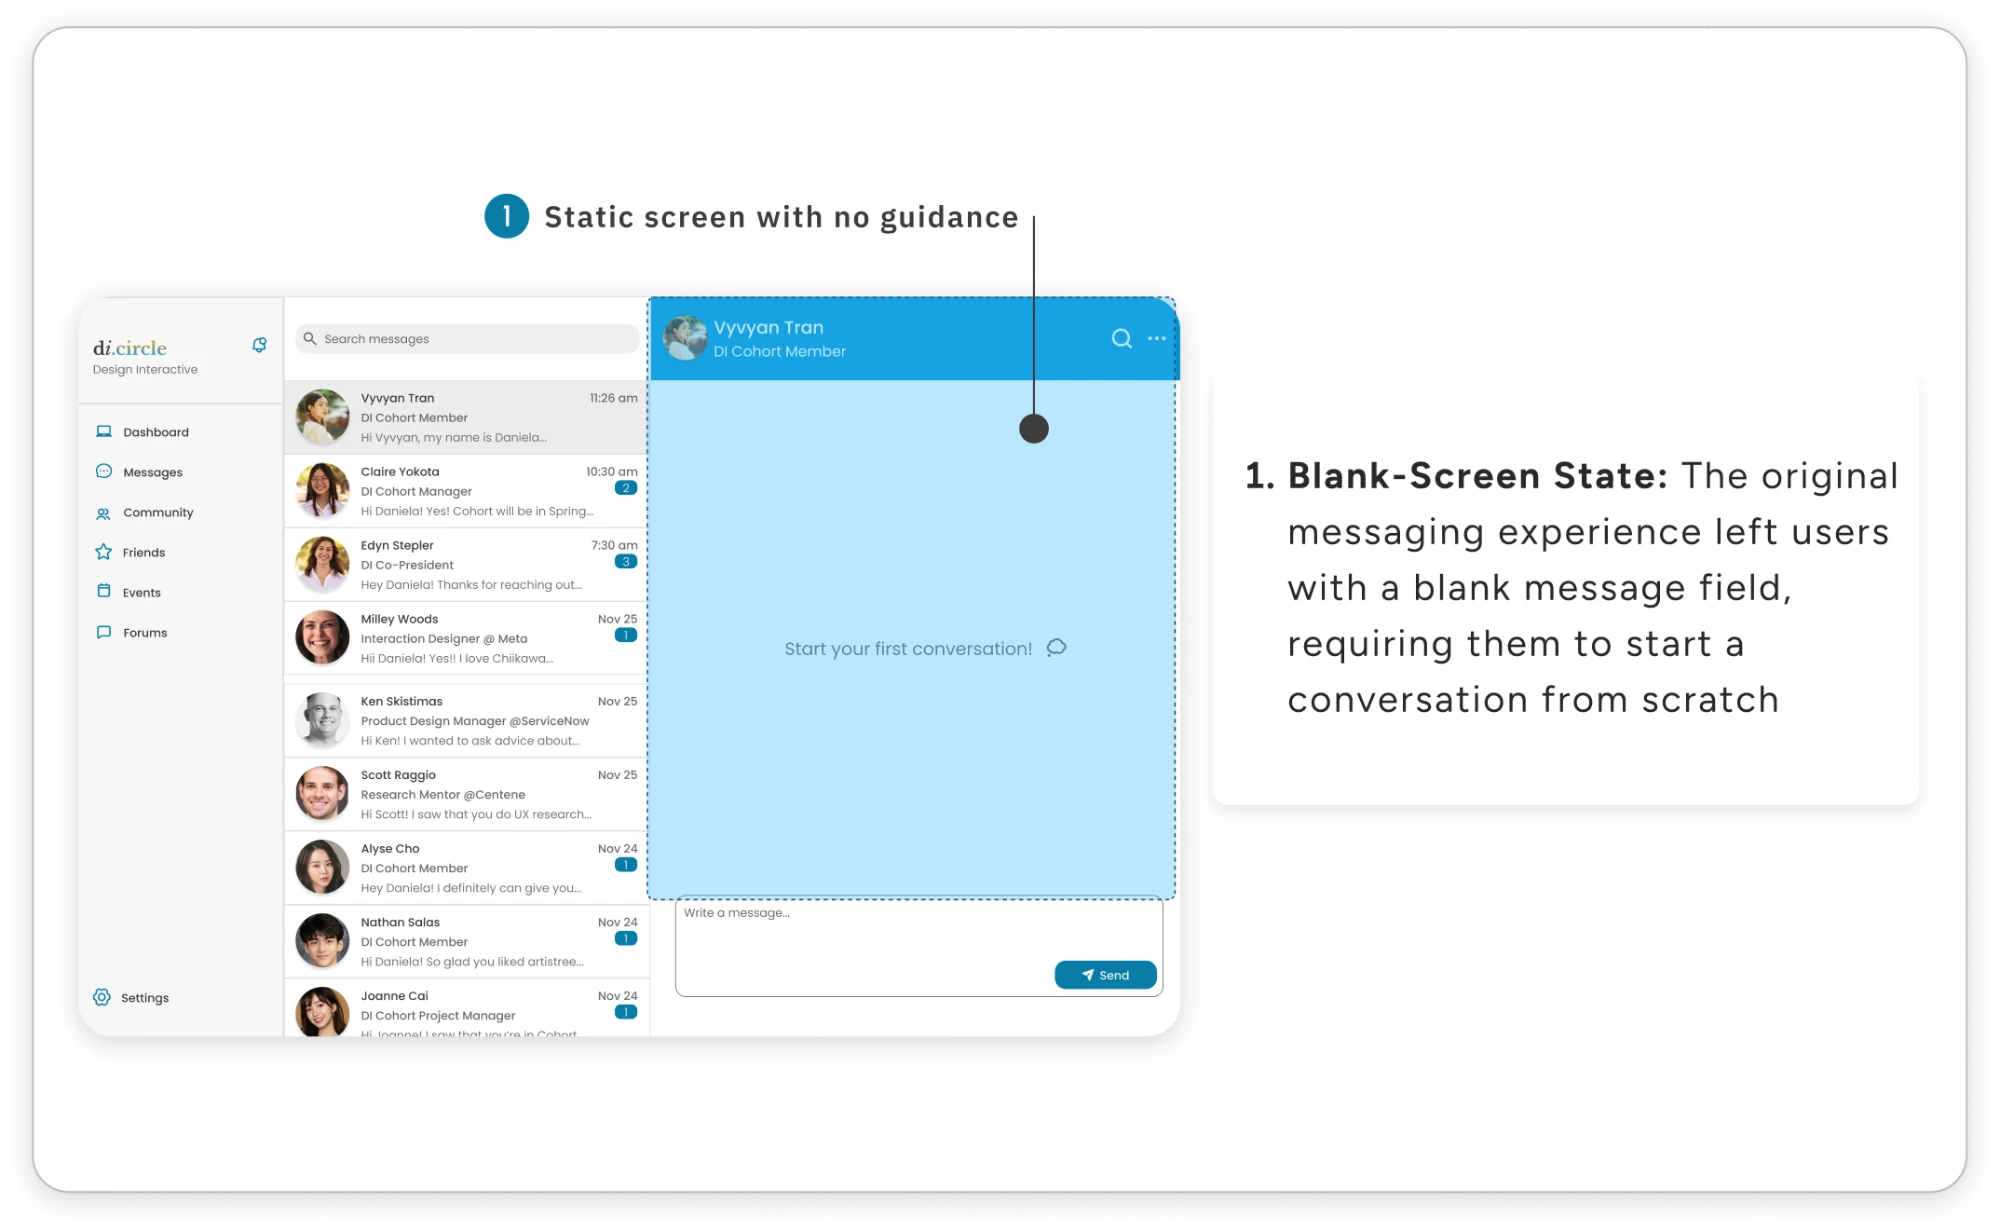 1 Static screen with no guidance
di.circle
Design Interactive
Dashboard
Messages
Community
Friends
Events
Forums
Settings
Search messages
Vyvyan Tran 11:26 am
DI Cohort Member
Hi Vyvyan, my name is Daniela...
Claire Yokota 10:30 am
DI Cohort Manager 2
Hi Daniela! Yes! Cohort will be in Spring...
Edyn Stepler 7:30 am
DI Co-President 3
Hey Daniela! Thanks for reaching out...
Milley Woods Nov 25
Interaction Designer @ Meta 1
Hii Daniela! Yes!! I love Chiikawa...
Ken Skistimas Nov 25
Product Design Manager @ServiceNow
Hi Ken! I wanted to ask advice about...
Scott Raggio Nov 25
Research Mentor @Centene
Hi Scott! I saw that you do UX research...
Alyse Cho Nov 24
DI Cohort Member 1
Hey Daniela! I definitely can give you...
Nathan Salas Nov 24
DI Cohort Member 1
Hi Daniela! So glad you liked artistree...
Joanne Cai Nov 24
DI Cohort Project Manager 1
Hi Joanne! I saw that you're in Cohort
Vyvyan Tran
DI Cohort Member
Start your first conversation!
Write a message...
Send
1. Blank-Screen State: The original
messaging experience left users
with a blank message field,
requiring them to start a
conversation from scratch